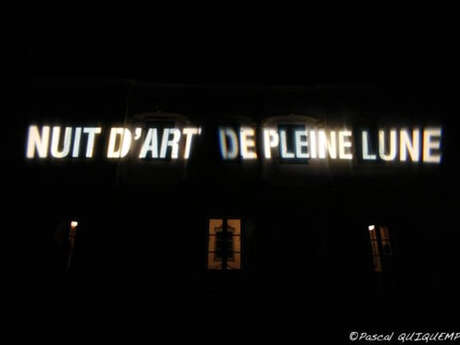 NUIT D'ART DE PLEINE LUNE
©Pascal QUIQUEMP